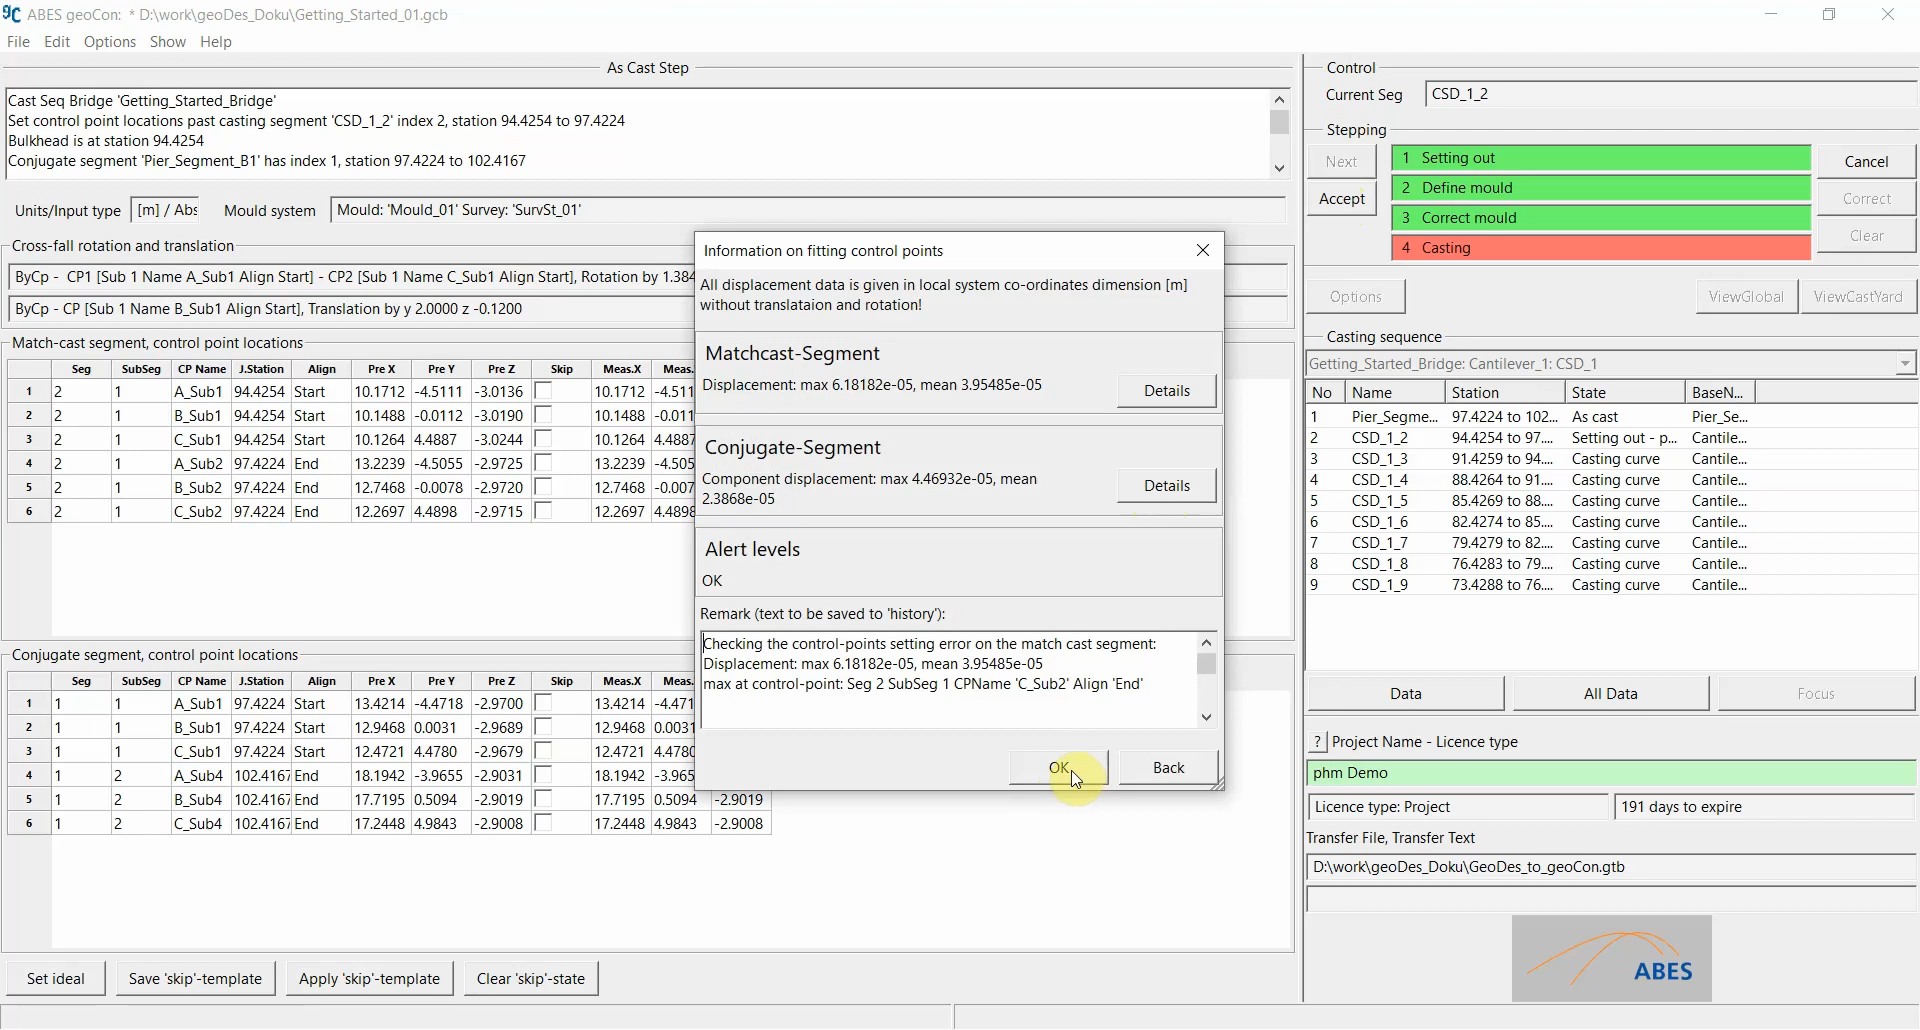 ABES geoCon: * D:\work\geoDes_Doku\Getting_Started_01.gcb
File Edit Options Show Help
As Cast Step
Cast Seq Bridge 'Getting_Started_Bridge'
Set control point locations past casting segment 'CSD_1_2' index 2, station 94.4254 to 97.4224
Bulkhead is at station 94.4254
Conjugate segment 'Pier_Segment_B1' has index 1, station 97.4224 to 102.4167
Units/Input type [m] / Abs Mould system Mould: 'Mould_01' Survey: 'SurvSt_01'
Cross-fall rotation and translation
ByCp - CP1 [Sub 1 Name A_Sub1 Align Start] - CP2 [Sub 1 Name C_Sub1 Align Start], Rotation by 1.384
ByCp - CP [Sub 1 Name B_Sub1 Align Start], Translation by y 2.0000 z -0.1200
Match-cast segment, control point locations
Seg SubSeg CP Name J.Station Align Pre X Pre Y Pre Z Skip Meas.X Meas.
1 2 1 A_Sub1 94.4254 Start 10.1712 -4.5111 -3.0136 10.1712 -4.511
2 2 1 B_Sub1 94.4254 Start 10.1488 -0.0112 -3.0190 10.1488 -0.011
3 2 1 C_Sub1 94.4254 Start 10.1264 4.4887 -3.0244 10.1264 4.4887
4 2 1 A_Sub2 97.4224 End 13.2239 -4.5055 -2.9725 13.2239 -4.505
5 2 1 B_Sub2 97.4224 End 12.7468 -0.0078 -2.9720 12.7468 -0.007
6 2 1 C_Sub2 97.4224 End 12.2697 4.4898 -2.9715 12.2697 4.4898
Conjugate segment, control point locations
Seg SubSeg CP Name J.Station Align Pre X Pre Y Pre Z Skip Meas.X Meas.
1 1 1 A_Sub1 97.4224 Start 13.4214 -4.4718 -2.9700 13.4214 -4.471
2 1 1 B_Sub1 97.4224 Start 12.9468 0.0031 -2.9689 12.9468 0.0031
3 1 1 C_Sub1 97.4224 Start 12.4721 4.4780 -2.9679 12.4721 4.4780
4 1 2 A_Sub4 102.4167 End 18.1942 -3.9655 -2.9031 18.1942 -3.965
5 1 2 B_Sub4 102.4167 End 17.7195 0.5094 -2.9019 17.7195 0.5094 -2.9019
6 1 2 C_Sub4 102.4167 End 17.2448 4.9843 -2.9008 17.2448 4.9843 -2.9008
Set ideal Save 'skip'-template Apply 'skip'-template Clear 'skip'-state
Information on fitting control points
All displacement data is given in local system co-ordinates dimension [m]
without translataion and rotation!
Matchcast-Segment
Displacement: max 6.18182e-05, mean 3.95485e-05
Details
Conjugate-Segment
Component displacement: max 4.46932e-05, mean
2.3868e-05
Details
Alert levels
OK
Remark (text to be saved to 'history'):
Checking the control-points setting error on the match cast segment:
Displacement: max 6.18182e-05, mean 3.95485e-05
max at control-point: Seg 2 SubSeg 1 CPName 'C_Sub2' Align 'End'
OK Back
Control
Current Seg CSD_1_2
Stepping
Next 1 Setting out Cancel
2 Define mould
Accept Correct
3 Correct mould
Clear
4 Casting
Options ViewGlobal ViewCastYard
Casting sequence
Getting_Started_Bridge: Cantilever_1: CSD_1
No Name Station State BaseN...
1 Pier_Segme... 97.4224 to 102... As cast Pier_Se...
2 CSD_1_2 94.4254 to 97.... Setting out - p... Cantile...
3 CSD_1_3 91.4259 to 94.... Casting curve Cantile...
4 CSD_1_4 88.4264 to 91.... Casting curve Cantile...
5 CSD_1_5 85.4269 to 88.... Casting curve Cantile...
6 CSD_1_6 82.4274 to 85.... Casting curve Cantile...
7 CSD_1_7 79.4279 to 82.... Casting curve Cantile...
8 CSD_1_8 76.4283 to 79.... Casting curve Cantile...
9 CSD_1_9 73.4288 to 76.... Casting curve Cantile...
Data All Data Focus
? Project Name - Licence type
phm Demo
Licence type: Project 191 days to expire
Transfer File, Transfer Text
D:\work\geoDes_Doku\GeoDes_to_geoCon.gtb
ABES